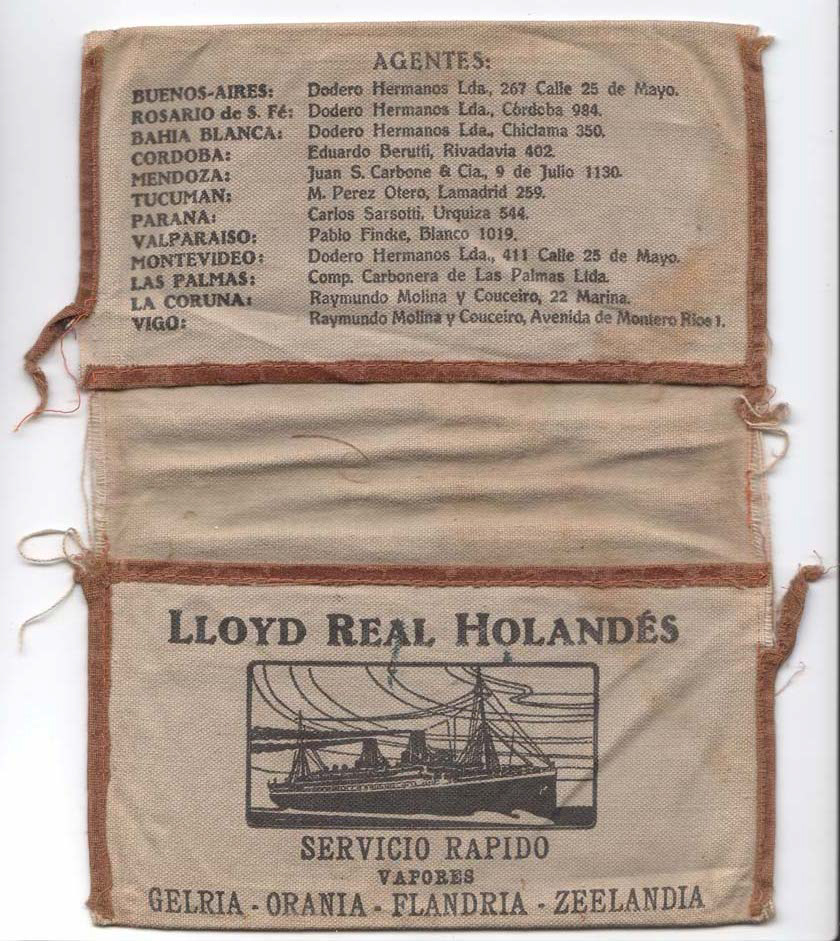 AGENTES:
BUENOS-AIRES: Dodero Hermanos Lda., 267 Calle 25 de Mayo.
ROSARIO de S. Fé: Dodero Hermanos Lda., Córdoba 984.
BAHIA BLANCA: Dodero Hermanos Lda., Chiclama 350.
CORDOBA: Eduardo Berutti, Rivadavia 402.
MENDOZA: Juan S. Carbone & Cia., 9 de Julio 1130.
TUCUMAN: M. Perez Otero, Lamadrid 259.
PARANA: Carlos Sarsotti, Urquiza 544.
VALPARAISO: Pablo Findke, Blanco 1019.
MONTEVIDEO: Dodero Hermanos Lda., 411 Calle 25 de Mayo.
LAS PALMAS: Comp. Carbonera de Las Palmas Ltda.
LA CORUNA: Raymundo Molina y Couceiro, 22 Marina.
VIGO: Raymundo Molina y Couceiro, Avenida de Montero Rios 1.
LLOYD REAL HOLANDÉS
SERVICIO RAPIDO
VAPORES
GELRIA - ORANIA - FLANDRIA - ZEELANDIA